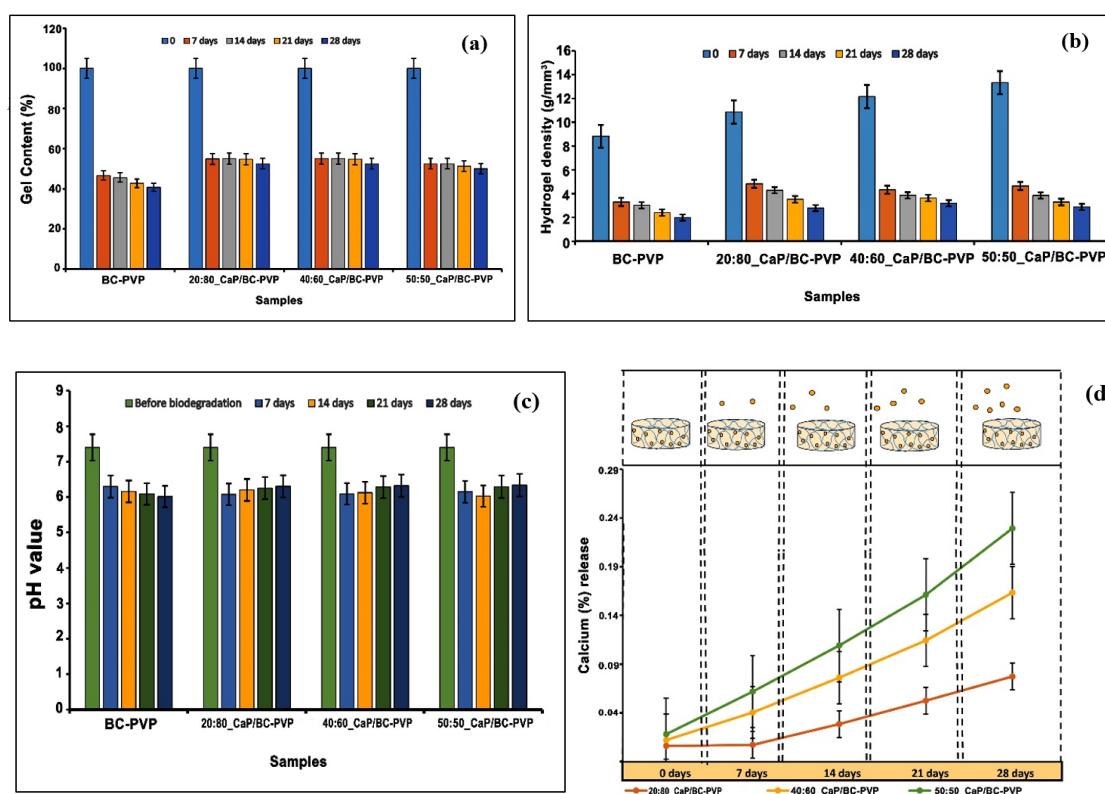 (a)
0 7 days 14 days 21 days 28 days
Gel Content (%)
120
100
80
60
40
20
0
BC-PVP 20:80_CaP/BC-PVP 40:60_CaP/BC-PVP 50:50_CaP/BC-PVP
Samples
(b)
0 7 days 14 days 21 days 28 days
Hydrogel density (g/mm³)
16
14
12
10
8
6
4
2
0
BC-PVP 20:80_CaP/BC-PVP 40:60_CaP/BC-PVP 50:50_CaP/BC-PVP
Samples
(c)
Before biodegradation 7 days 14 days 21 days 28 days
pH value
9
8
7
6
5
4
3
2
1
0
BC-PVP 20:80_CaP/BC-PVP 40:60_CaP/BC-PVP 50:50_CaP/BC-PVP
Samples
(d
Calcium (%) release
0.29
0.24
0.19
0.14
0.09
0.04
0 days 7 days 14 days 21 days 28 days
20:80_CaP/BC-PVP 40:60_CaP/BC-PVP 50:50_CaP/BC-PVP